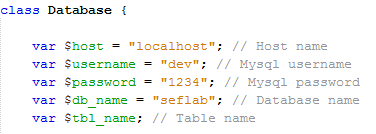 class Database {
var $host = "localhost"; // Host name
var $username = "dev"; // Mysql username
var $password = "1234"; // Mysql password
var $db_name = "seflab"; // Database name
var $tbl_name; // Table name